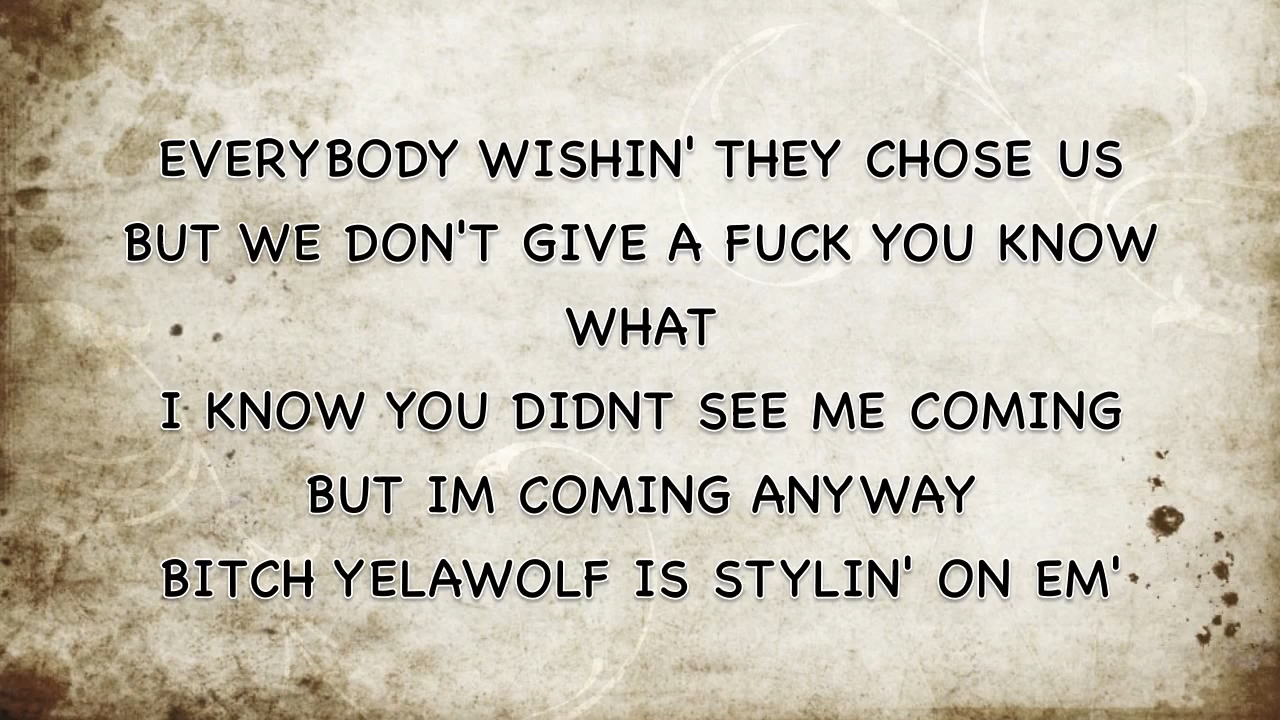 EVERYBODY WISHIN' THEY CHOSE US
BUT WE DON'T GIVE A FUCK YOU KNOW
WHAT
I KNOW YOU DIDNT SEE ME COMING
BUT IM COMING ANYWAY
BITCH YELAWOLF IS STYLIN' ON EM'